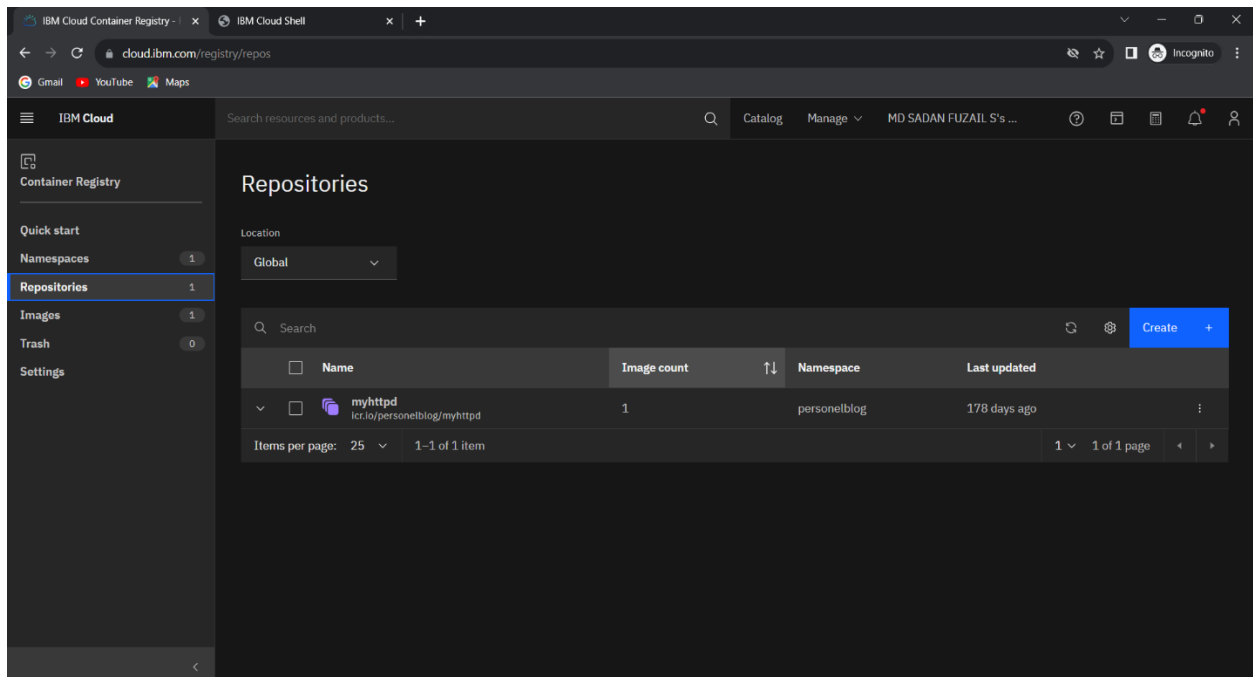 IBM Cloud Container Registry -
IBM Cloud Shell
cloud.ibm.com/registry/repos
Incognito
Gmail
YouTube
Maps
IBM Cloud
Search resources and products...
Catalog
Manage
MD SADAN FUZAIL S's ...
Container Registry
Quick start
Namespaces 1
Repositories 1
Images 1
Trash 0
Settings
Repositories
Location
Global
Search
Create +
Name Image count Namespace Last updated
myhttpd 1 personelblog 178 days ago
icr.io/personelblog/myhttpd
Items per page: 25 1–1 of 1 item 1 1 of 1 page